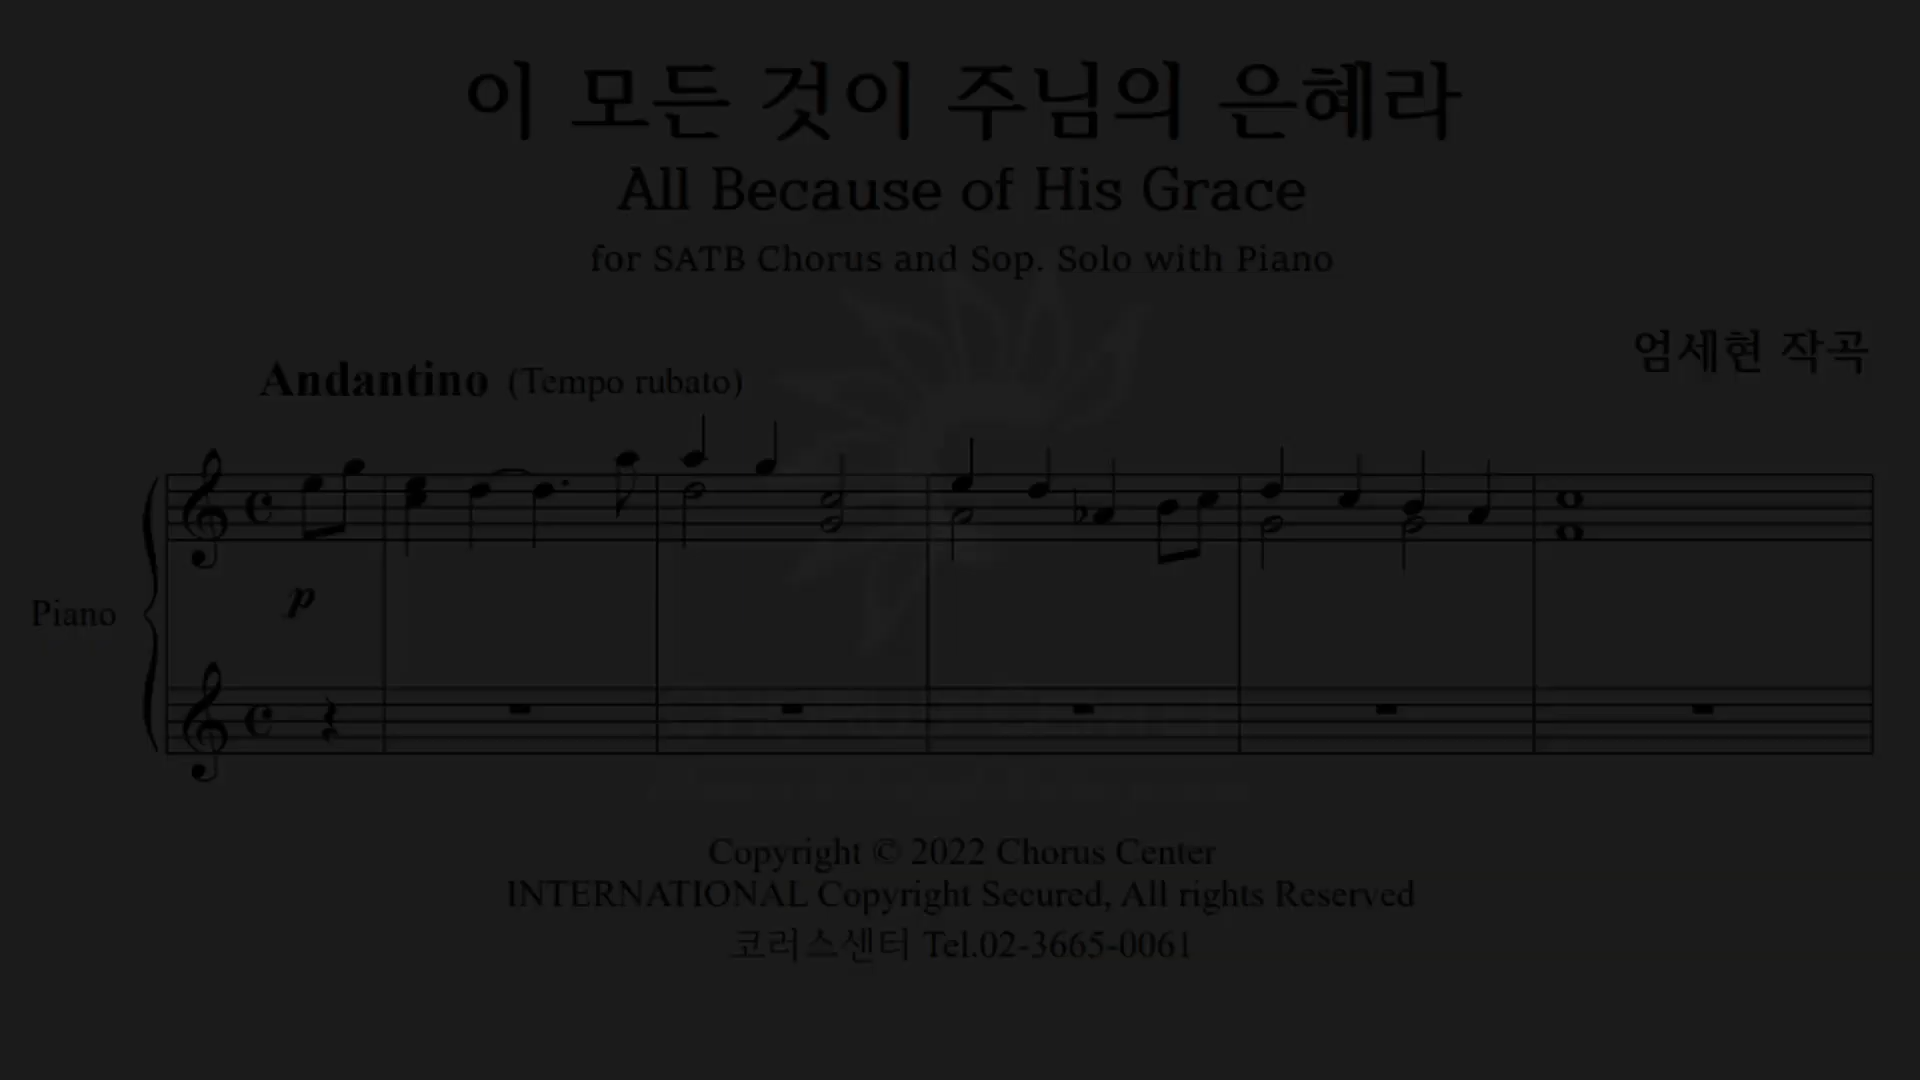 이 모든 것이 주님의 은혜라
All Because of His Grace
for SATB Chorus and Sop. Solo with Piano
엄세현 작곡
Andantino (Tempo rubato)
p
Piano
Copyright © 2022 Chorus Center
INTERNATIONAL Copyright Secured, All rights Reserved
코러스센터 Tel.02-3665-0061